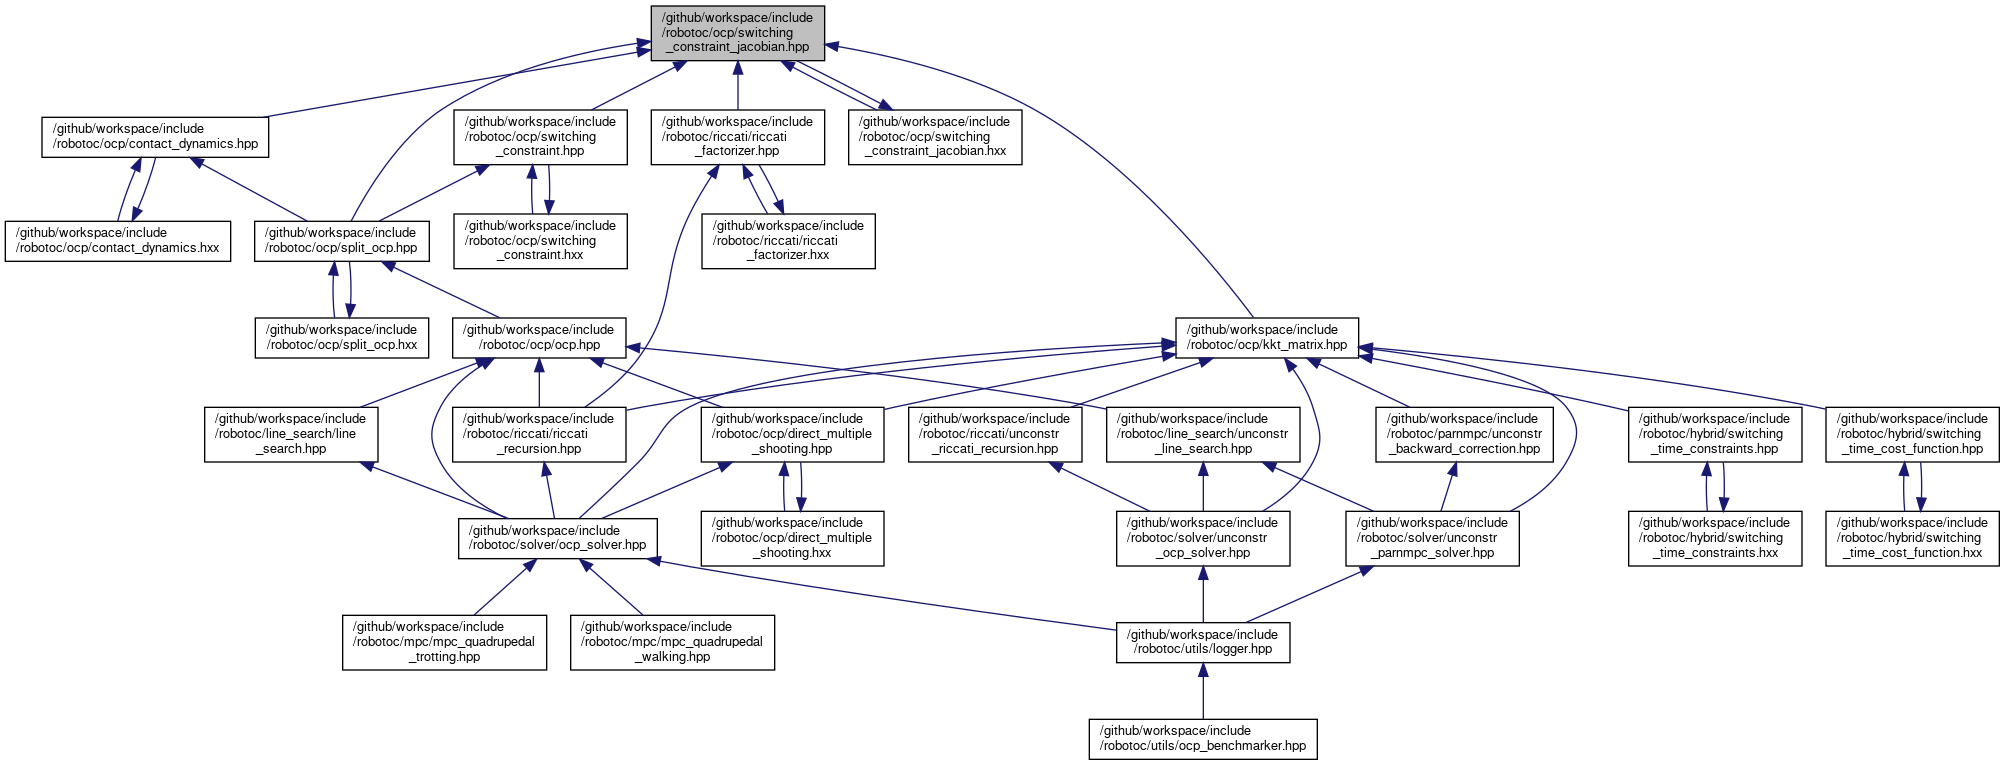 /github/workspace/include
/robotoc/ocp/switching
_constraint_jacobian.hpp
/github/workspace/include
/robotoc/ocp/contact_dynamics.hpp
/github/workspace/include
/robotoc/ocp/switching
_constraint.hpp
/github/workspace/include
/robotoc/riccati/riccati
_factorizer.hpp
/github/workspace/include
/robotoc/ocp/switching
_constraint_jacobian.hxx
/github/workspace/include
/robotoc/ocp/contact_dynamics.hxx
/github/workspace/include
/robotoc/ocp/split_ocp.hpp
/github/workspace/include
/robotoc/ocp/switching
_constraint.hxx
/github/workspace/include
/robotoc/riccati/riccati
_factorizer.hxx
/github/workspace/include
/robotoc/ocp/split_ocp.hxx
/github/workspace/include
/robotoc/ocp/ocp.hpp
/github/workspace/include
/robotoc/ocp/kkt_matrix.hpp
/github/workspace/include
/robotoc/line_search/line
_search.hpp
/github/workspace/include
/robotoc/riccati/riccati
_recursion.hpp
/github/workspace/include
/robotoc/ocp/direct_multiple
_shooting.hpp
/github/workspace/include
/robotoc/riccati/unconstr
_riccati_recursion.hpp
/github/workspace/include
/robotoc/line_search/unconstr
_line_search.hpp
/github/workspace/include
/robotoc/parnmpc/unconstr
_backward_correction.hpp
/github/workspace/include
/robotoc/hybrid/switching
_time_constraints.hpp
/github/workspace/include
/robotoc/hybrid/switching
_time_cost_function.hpp
/github/workspace/include
/robotoc/solver/ocp_solver.hpp
/github/workspace/include
/robotoc/ocp/direct_multiple
_shooting.hxx
/github/workspace/include
/robotoc/solver/unconstr
_ocp_solver.hpp
/github/workspace/include
/robotoc/solver/unconstr
_parnmpc_solver.hpp
/github/workspace/include
/robotoc/hybrid/switching
_time_constraints.hxx
/github/workspace/include
/robotoc/hybrid/switching
_time_cost_function.hxx
/github/workspace/include
/robotoc/mpc/mpc_quadrupedal
_trotting.hpp
/github/workspace/include
/robotoc/mpc/mpc_quadrupedal
_walking.hpp
/github/workspace/include
/robotoc/utils/logger.hpp
/github/workspace/include
/robotoc/utils/ocp_benchmarker.hpp